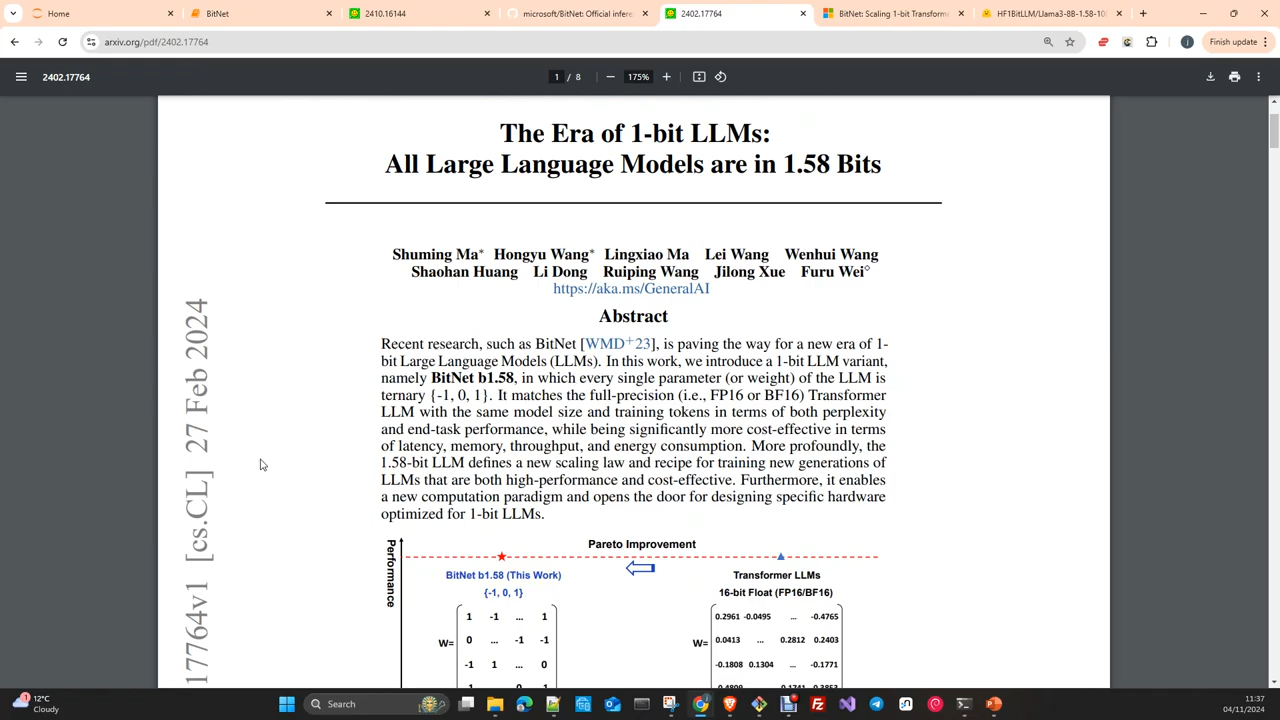 Home
BitNet
2410.16144
microsoft/BitNet: Official infere
2402.17764
BitNet: Scaling 1-bit Transform
HF1BitLLM/Llama3-8B-1.58-10
arxiv.org/pdf/2402.17764
Finish update
2402.17764
1 / 8
175%
The Era of 1-bit LLMs:
All Large Language Models are in 1.58 Bits
Shuming Ma* Hongyu Wang* Lingxiao Ma Lei Wang Wenhui Wang
Shaohan Huang Li Dong Ruiping Wang Jilong Xue Furu Wei⋄
https://aka.ms/GeneralAI
Abstract
Recent research, such as BitNet [WMD+23], is paving the way for a new era of 1-
bit Large Language Models (LLMs). In this work, we introduce a 1-bit LLM variant,
namely BitNet b1.58, in which every single parameter (or weight) of the LLM is
ternary {-1, 0, 1}. It matches the full-precision (i.e., FP16 or BF16) Transformer
LLM with the same model size and training tokens in terms of both perplexity
and end-task performance, while being significantly more cost-effective in terms
of latency, memory, throughput, and energy consumption. More profoundly, the
1.58-bit LLM defines a new scaling law and recipe for training new generations of
LLMs that are both high-performance and cost-effective. Furthermore, it enables
a new computation paradigm and opens the door for designing specific hardware
optimized for 1-bit LLMs.
17764v1 [cs.CL] 27 Feb 2024
Performance
Pareto Improvement
BitNet b1.58 (This Work)
{-1, 0, 1}
Transformer LLMs
16-bit Float (FP16/BF16)
1 -1 ... 1
0.2961 -0.0495 ... -0.4765
W= 0 ... -1 -1
W= 0.0413 ... 0.2812 0.2403
-1 1 ... 0
-0.1808 0.1304 ... -0.1771
12°C
Cloudy
Search
11:37
04/11/2024